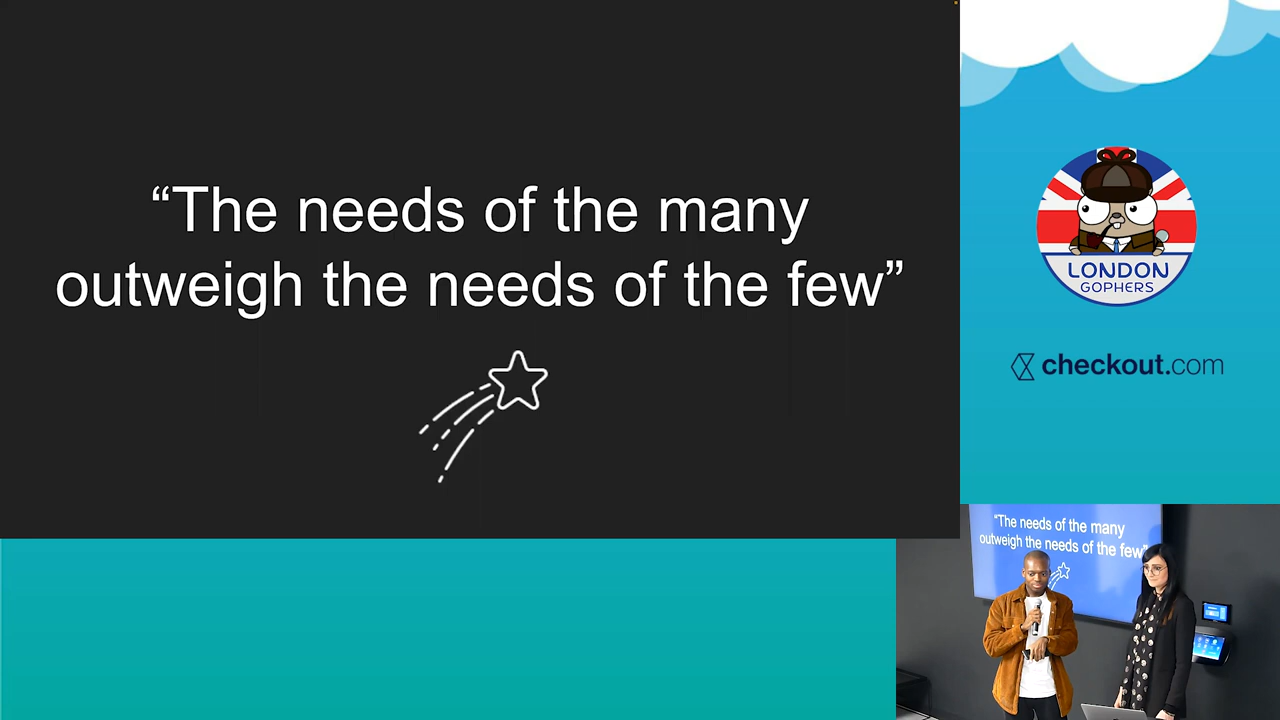 “The needs of the many
outweigh the needs of the few”
LONDON
GOPHERS
checkout.com
“The needs of the many
outweigh the needs of the few”